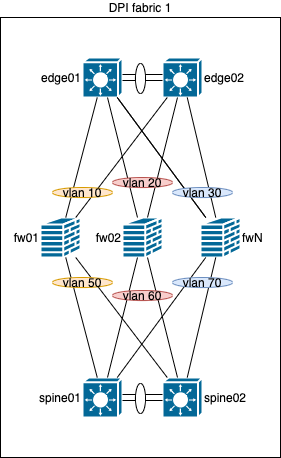 DPI fabric 1
edge01
edge02
vlan 10
vlan 20
vlan 30
fw01
fw02
fwN
vlan 50
vlan 60
vlan 70
spine01
spine02